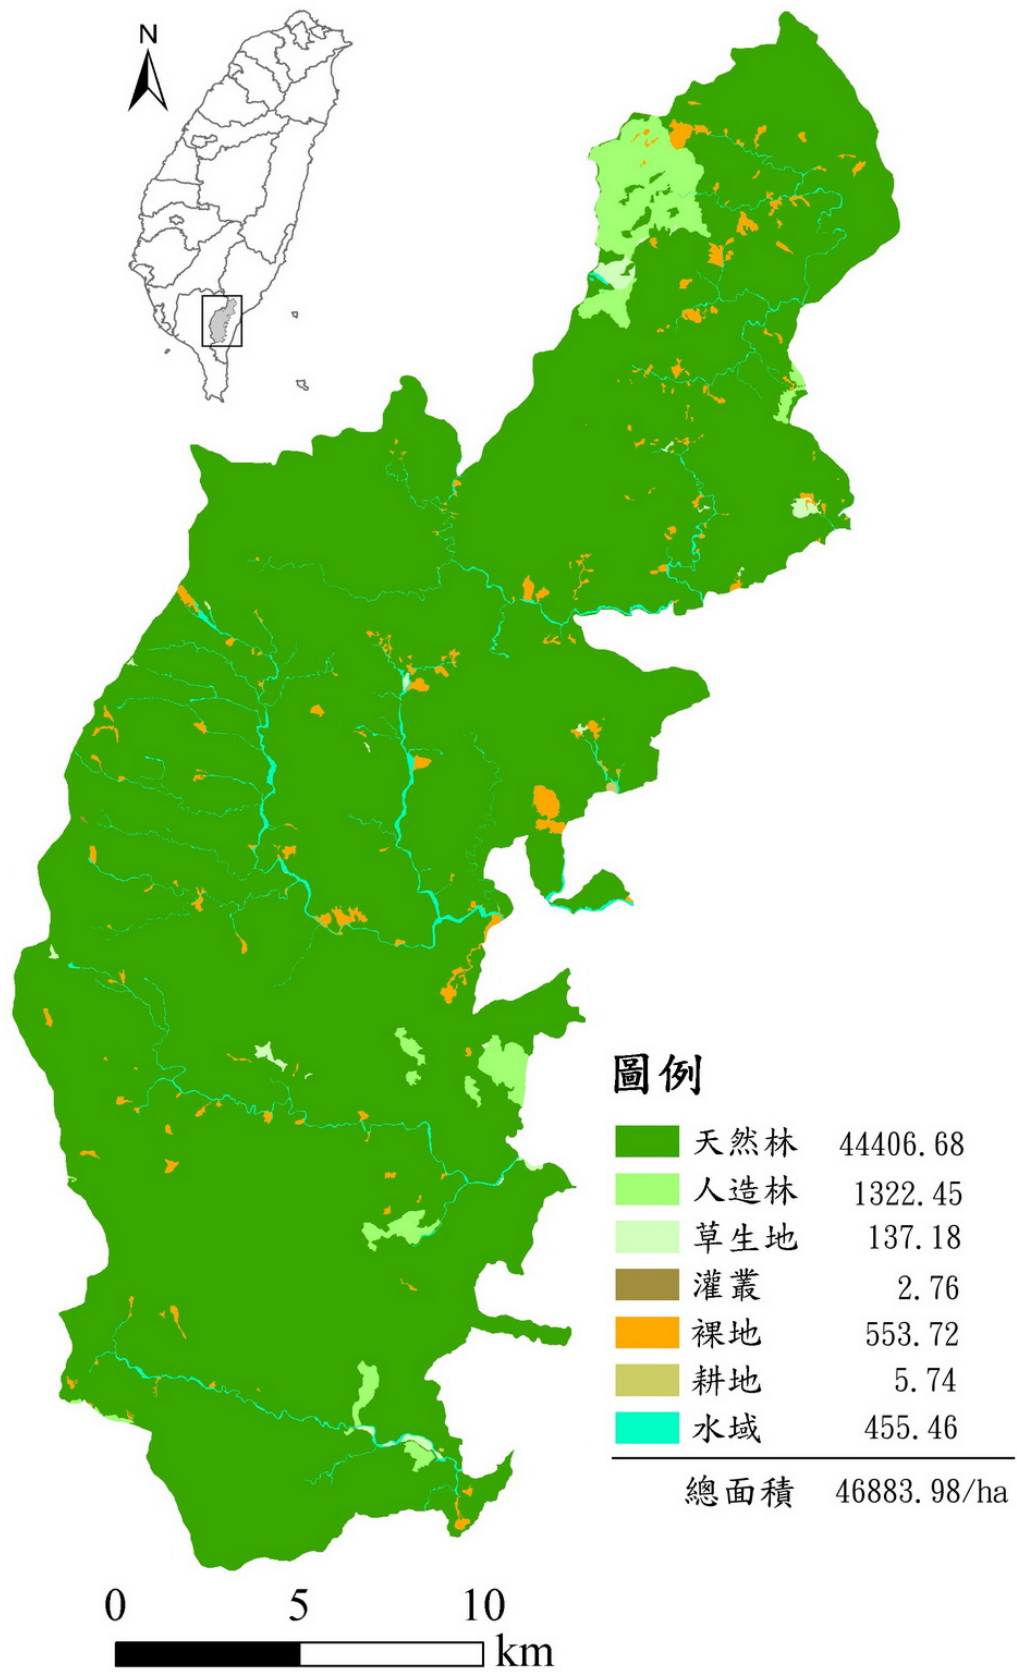 N
圖例
天然林 44406.68
人造林 1322.45
草生地 137.18
灌叢 2.76
裸地 553.72
耕地 5.74
水域 455.46
總面積 46883.98/ha
0 5 10
km